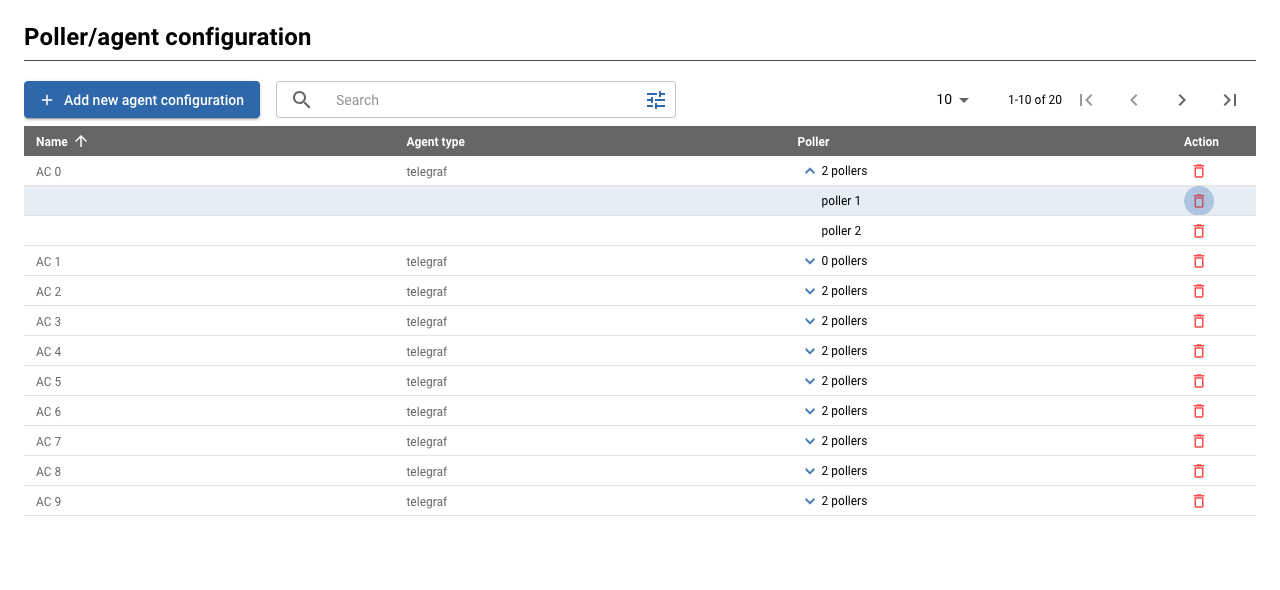 Poller/agent configuration
Add new agent configuration
Search
10
1-10 of 20
Name Agent type Poller Action
AC 0 telegraf 2 pollers
poller 1
poller 2
AC 1 telegraf 0 pollers
AC 2 telegraf 2 pollers
AC 3 telegraf 2 pollers
AC 4 telegraf 2 pollers
AC 5 telegraf 2 pollers
AC 6 telegraf 2 pollers
AC 7 telegraf 2 pollers
AC 8 telegraf 2 pollers
AC 9 telegraf 2 pollers